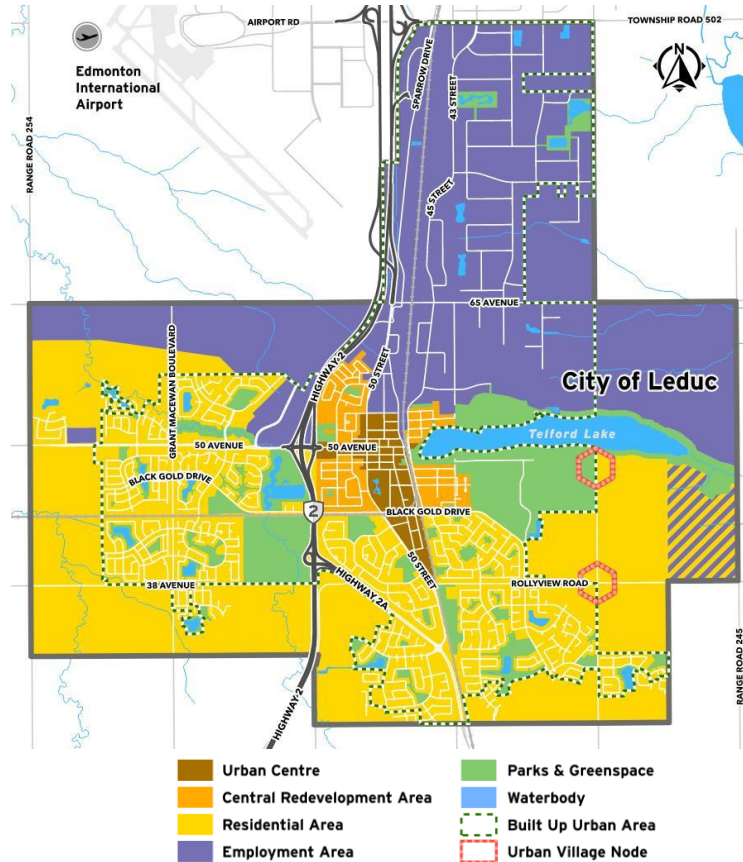 AIRPORT RD
TOWNSHIP ROAD 502
Edmonton
International
Airport
N
SPARROW DRIVE
43 STREET
RANGE ROAD 254
45 STREET
65 AVENUE
GRANT MACEWAN BOULEVARD
HIGHWAY-2
50 STREET
City of Leduc
Telford Lake
50 AVENUE
50 AVENUE
BLACK GOLD DRIVE
2
BLACK GOLD DRIVE
50 STREET
38 AVENUE
HIGHWAY 2A
ROLLYVIEW ROAD
RANGE ROAD 245
HIGHWAY-2
Urban Centre
Central Redevelopment Area
Residential Area
Employment Area
Parks & Greenspace
Waterbody
Built Up Urban Area
Urban Village Node